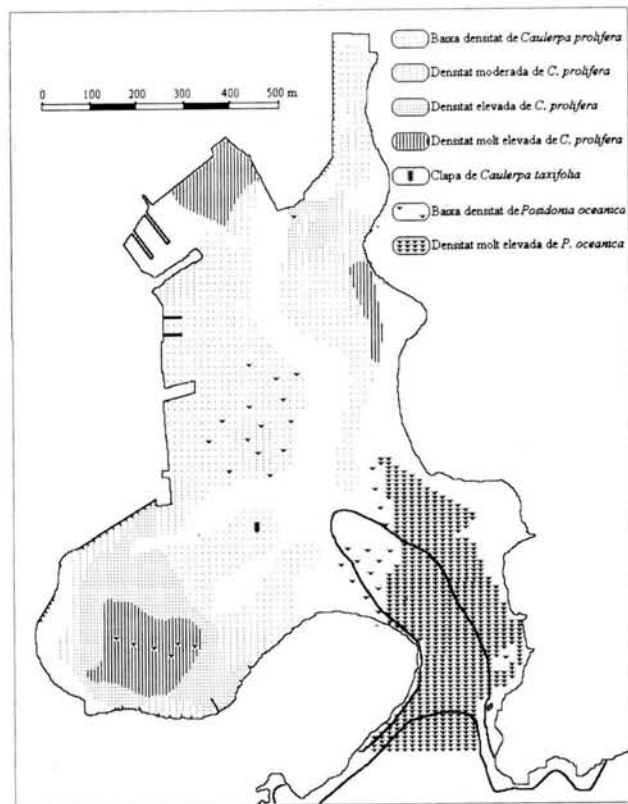 Baixa densitat de Caulerpa prolifera
Densitat moderada de C. prolifera
Densitat elevada de C. prolifera
Densitat molt elevada de C. prolifera
Clapa de Caulerpa taxifolia
Baixa densitat de Posidonia oceanica
Densitat molt elevada de P. oceanica
0 100 200 300 400 500 m